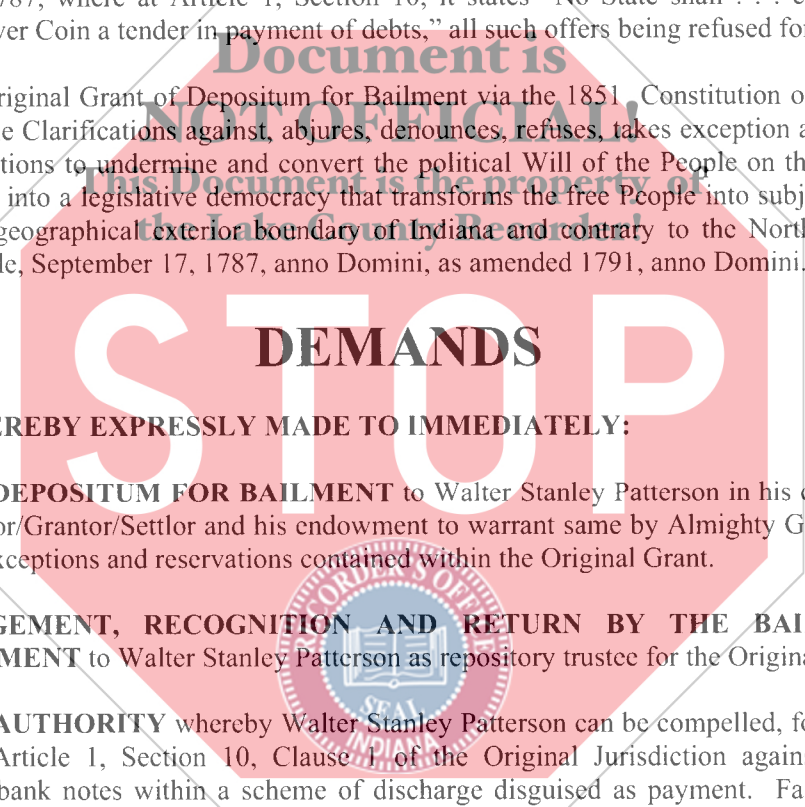 787, where at Article 1, Section 10, it states "No State shall . . .
ver Coin a tender in payment of debts," all such offers being refused for
Document is
riginal Grant of Depositum for Bailment via the 1851 Constitution o
NOT OFFICIAL!
e Clarifications against, abjures, denounces, refuses, takes exception a
tions to undermine and convert the political Will of the People on th
This Document is the property of
into a legislative democracy that transforms the free People into subj
the Lake County Recorder!
geographical exterior boundary of Indiana and contrary to the North
le, September 17, 1787, anno Domini, as amended 1791, anno Domini.
STOP
DEMANDS
EREBY EXPRESSLY MADE TO IMMEDIATELY:
DEPOSITUM FOR BAILMENT to Walter Stanley Patterson in his
or/Grantor/Settlor and his endowment to warrant same by Almighty G
xceptions and reservations contained within the Original Grant.
RECORDER'S OFFICE
GEMENT, RECOGNITION AND RETURN BY THE BAI
MENT to Walter Stanley Patterson as repository trustee for the Origina
SEAL
AUTHORITY whereby Walter Stanley Patterson can be compelled, fo
INDIANA
Article 1, Section 10, Clause 1 of the Original Jurisdiction again
bank notes within a scheme of discharge disguised as payment. Fa